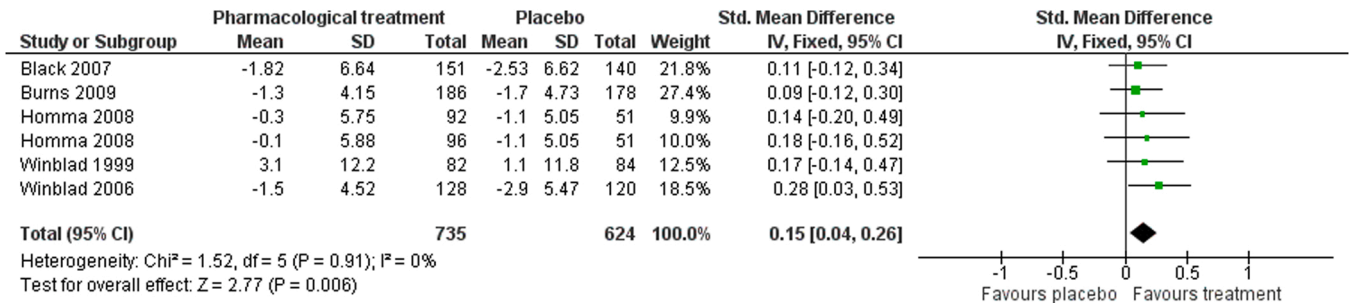 Pharmacological treatment Placebo Std. Mean Difference Std. Mean Difference
Study or Subgroup Mean SD Total Mean SD Total Weight IV, Fixed, 95% CI IV, Fixed, 95% CI
Black 2007 -1.82 6.64 151 -2.53 6.62 140 21.8% 0.11 [-0.12, 0.34]
Burns 2009 -1.3 4.15 186 -1.7 4.73 178 27.4% 0.09 [-0.12, 0.30]
Homma 2008 -0.3 5.75 92 -1.1 5.05 51 9.9% 0.14 [-0.20, 0.49]
Homma 2008 -0.1 5.88 96 -1.1 5.05 51 10.0% 0.18 [-0.16, 0.52]
Winblad 1999 3.1 12.2 82 1.1 11.8 84 12.5% 0.17 [-0.14, 0.47]
Winblad 2006 -1.5 4.52 128 -2.9 5.47 120 18.5% 0.28 [0.03, 0.53]
Total (95% CI) 735 624 100.0% 0.15 [0.04, 0.26]
Heterogeneity: Chi² = 1.52, df = 5 (P = 0.91); I² = 0%
Test for overall effect: Z = 2.77 (P = 0.006)
-1 -0.5 0 0.5 1
Favours placebo Favours treatment